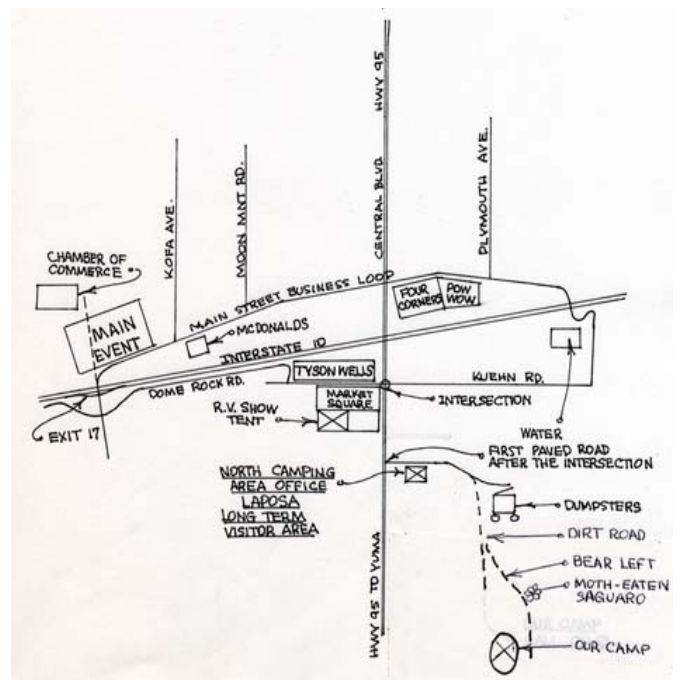 HWY 95
CENTRAL BLVD.
PLYMOUTH AVE.
KOFA AVE.
MOON MNT RD.
CHAMBER OF
COMMERCE
MAIN STREET BUSINESS LOOP
FOUR
CORNERS
POW
WOW
MAIN
EVENT
MCDONALDS
INTERSTATE 10
TYSON WELLS
KUEHN RD.
DOME ROCK RD.
MARKET
SQUARE
INTERSECTION
R.V. SHOW
TENT
EXIT 17
WATER
FIRST PAVED ROAD
AFTER THE INTERSECTION
NORTH CAMPING
AREA OFFICE
LAPOSA
LONG TERM
VISITOR AREA
DUMPSTERS
DIRT ROAD
BEAR LEFT
MOTH-EATEN
SAGUARO
HWY 95 TO YUMA
OUR CAMP